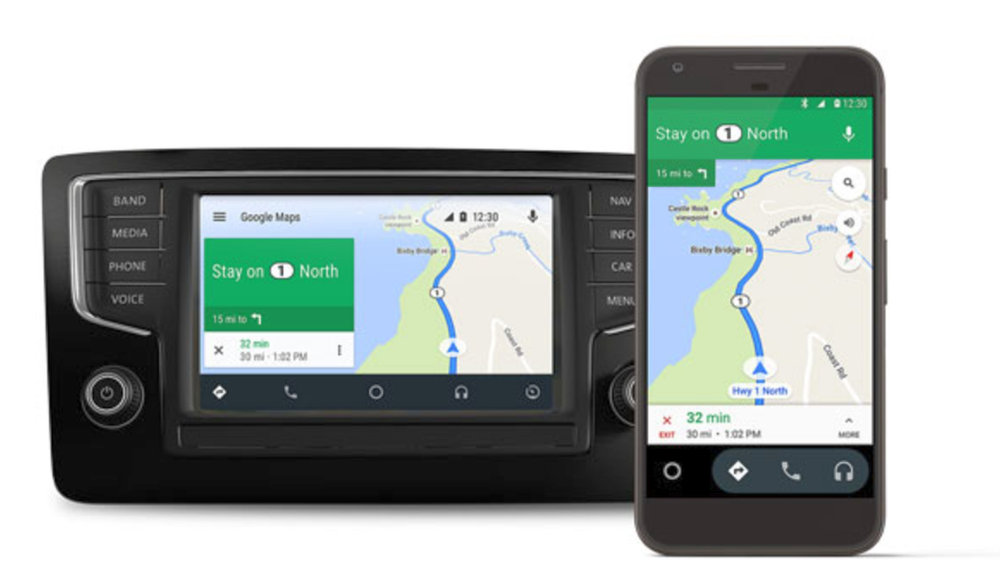 BAND
MEDIA
PHONE
VOICE
Google Maps
12:30
Castle Rock
viewpoint
Old Coast Rd
Bixby Bridge
Stay on 1 North
15 mi to
32 min
30 mi · 1:02 PM
1
Coast Rd
NAV
INFO
CAR
MENU
12:30
Stay on 1 North
15 mi to
1
Castle Rock
viewpoint
Old Coast Rd
Bixby
Bixby Bridge
1
Coast Rd
Hwy 1 North
32 min
EXIT
30 mi • 1:02 PM
MORE